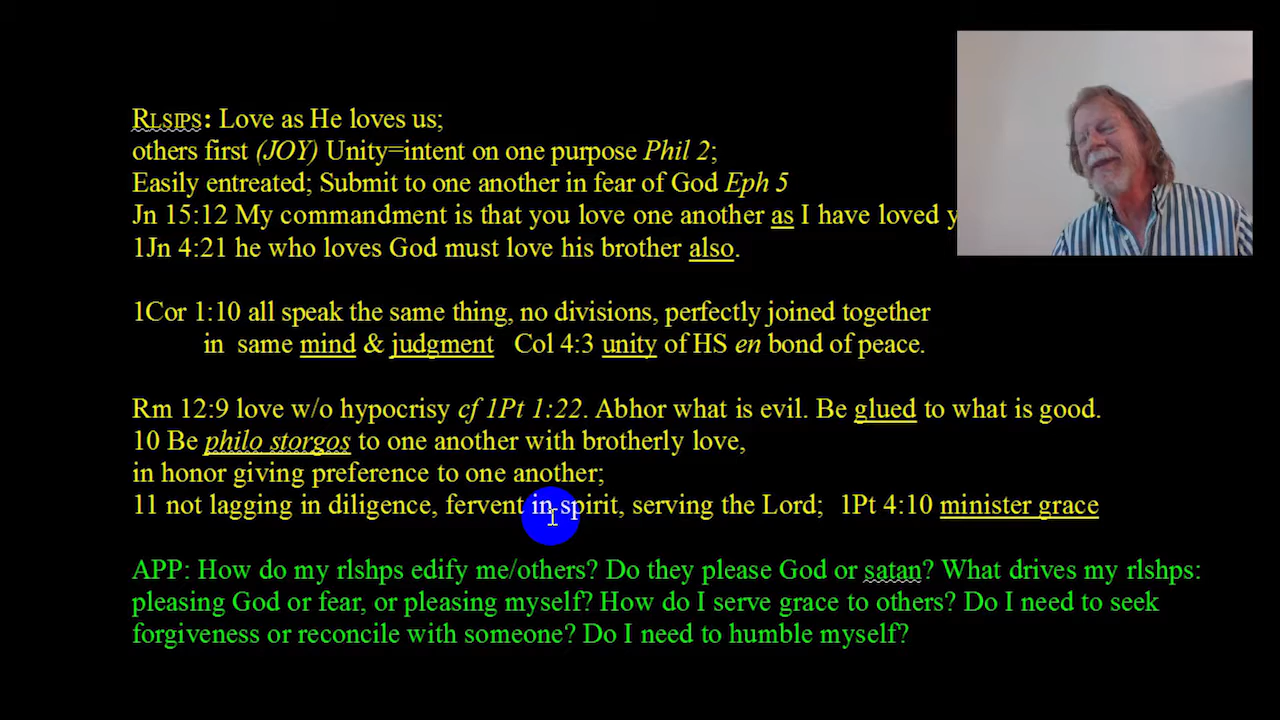 RLSIPS: Love as He loves us;
others first (JOY) Unity=intent on one purpose Phil 2;
Easily entreated; Submit to one another in fear of God Eph 5
Jn 15:12 My commandment is that you love one another as I have loved y
1Jn 4:21 he who loves God must love his brother also.
1Cor 1:10 all speak the same thing, no divisions, perfectly joined together
in same mind & judgment Col 4:3 unity of HS en bond of peace.
Rm 12:9 love w/o hypocrisy cf 1Pt 1:22. Abhor what is evil. Be glued to what is good.
10 Be philo storgos to one another with brotherly love,
in honor giving preference to one another;
11 not lagging in diligence, fervent in spirit, serving the Lord; 1Pt 4:10 minister grace
APP: How do my rlshps edify me/others? Do they please God or satan? What drives my rlshps:
pleasing God or fear, or pleasing myself? How do I serve grace to others? Do I need to seek
forgiveness or reconcile with someone? Do I need to humble myself?